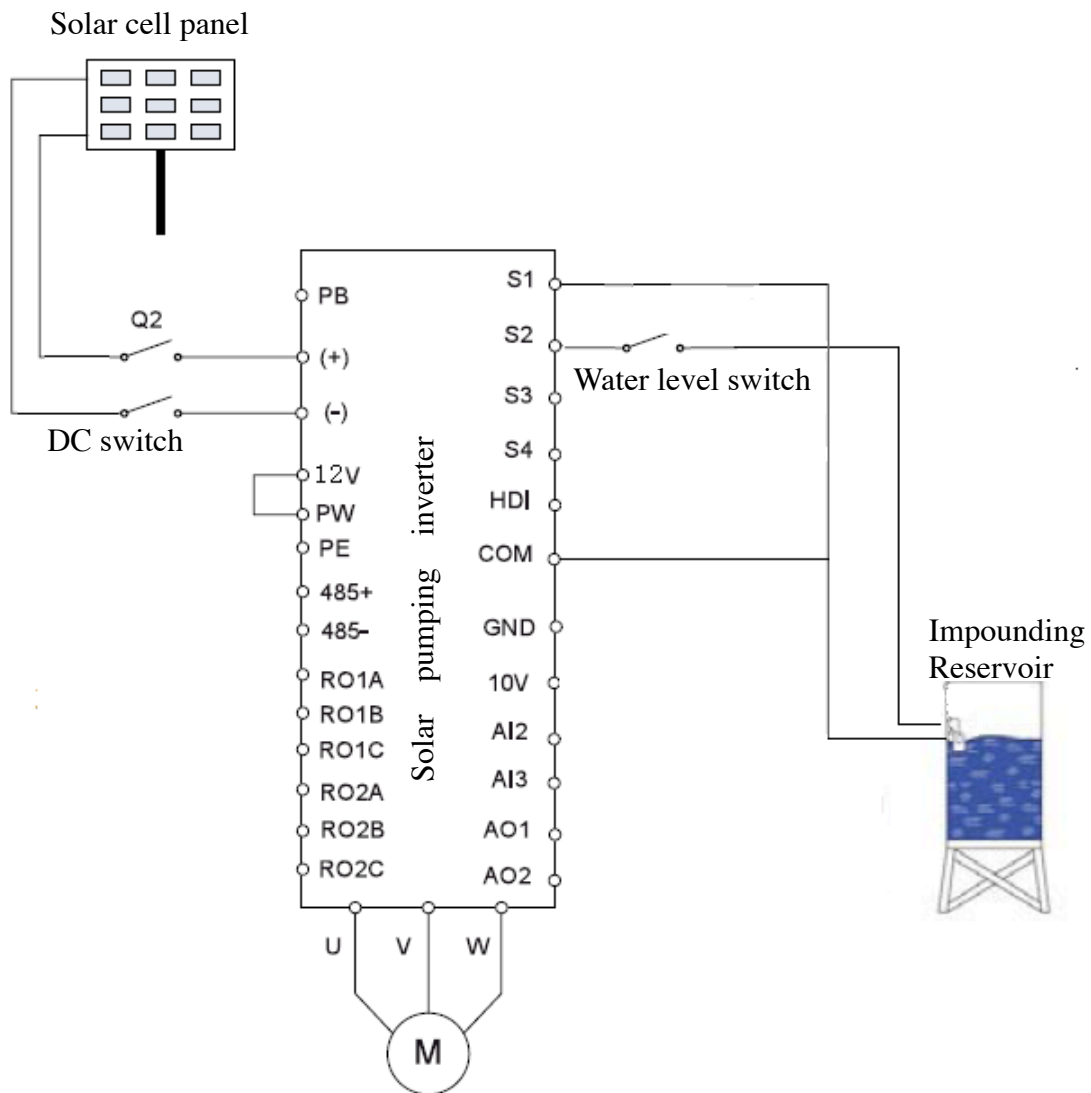 Solar cell panel
Q2
DC switch
PB
(+)
(-)
12V
PW
PE
485+
485-
RO1A
RO1B
RO1C
RO2A
RO2B
RO2C
Solar pumping inverter
S1
S2
S3
S4
HDI
COM
GND
10V
AI2
AI3
AO1
AO2
Water level switch
Impounding
Reservoir
U V W
M